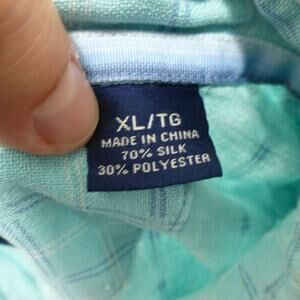 XL/TG
MADE IN CHINA
70% SILK
30% POLYESTER